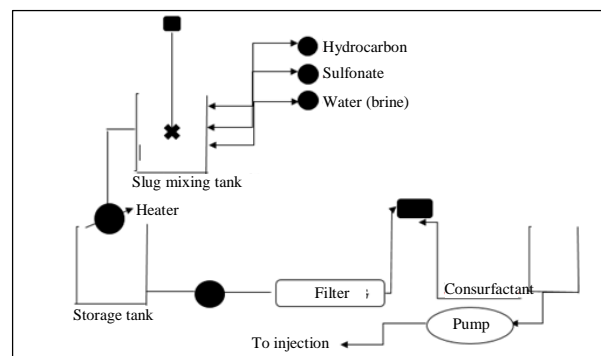 Hydrocarbon
Sulfonate
Water (brine)
Slug mixing tank
Heater
Storage tank
Filter ;
Consurfactant
Pump
To injection